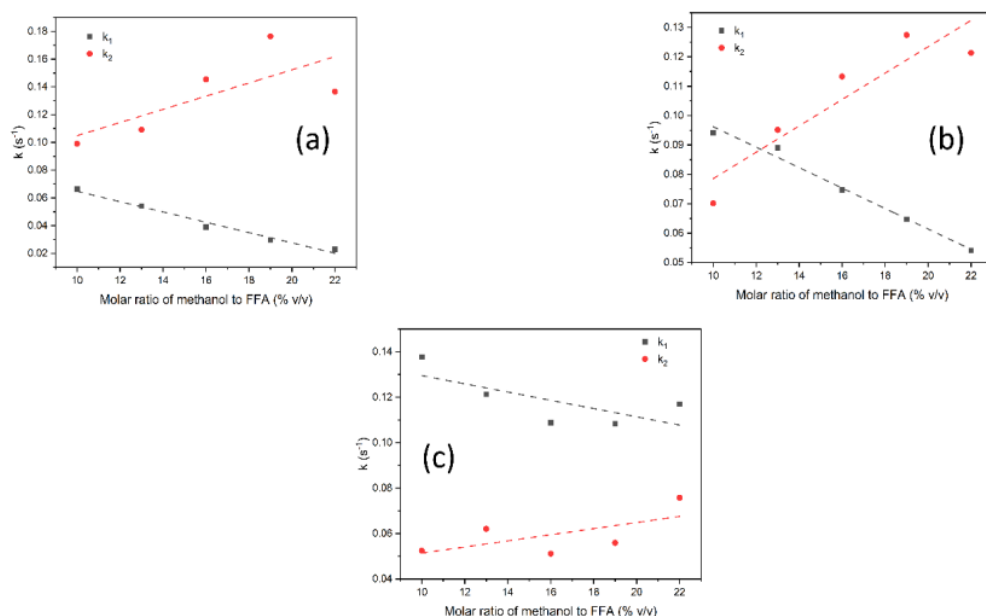 k₁
k₂
0.18
0.16
0.14
0.12
0.10
0.08
0.06
0.04
0.02
k (s⁻¹)
(a)
10 12 14 16 18 20 22
Molar ratio of methanol to FFA (% v/v)
k₁
k₂
0.13
0.12
0.11
0.10
0.09
0.08
0.07
0.06
0.05
k (s⁻¹)
(b)
10 12 14 16 18 20 22
Molar ratio of methanol to FFA (% v/v)
k₁
k₂
0.14
0.12
0.10
0.08
0.06
0.04
k (s⁻¹)
(c)
10 12 14 16 18 20 22
Molar ratio of methanol to FFA (% v/v)